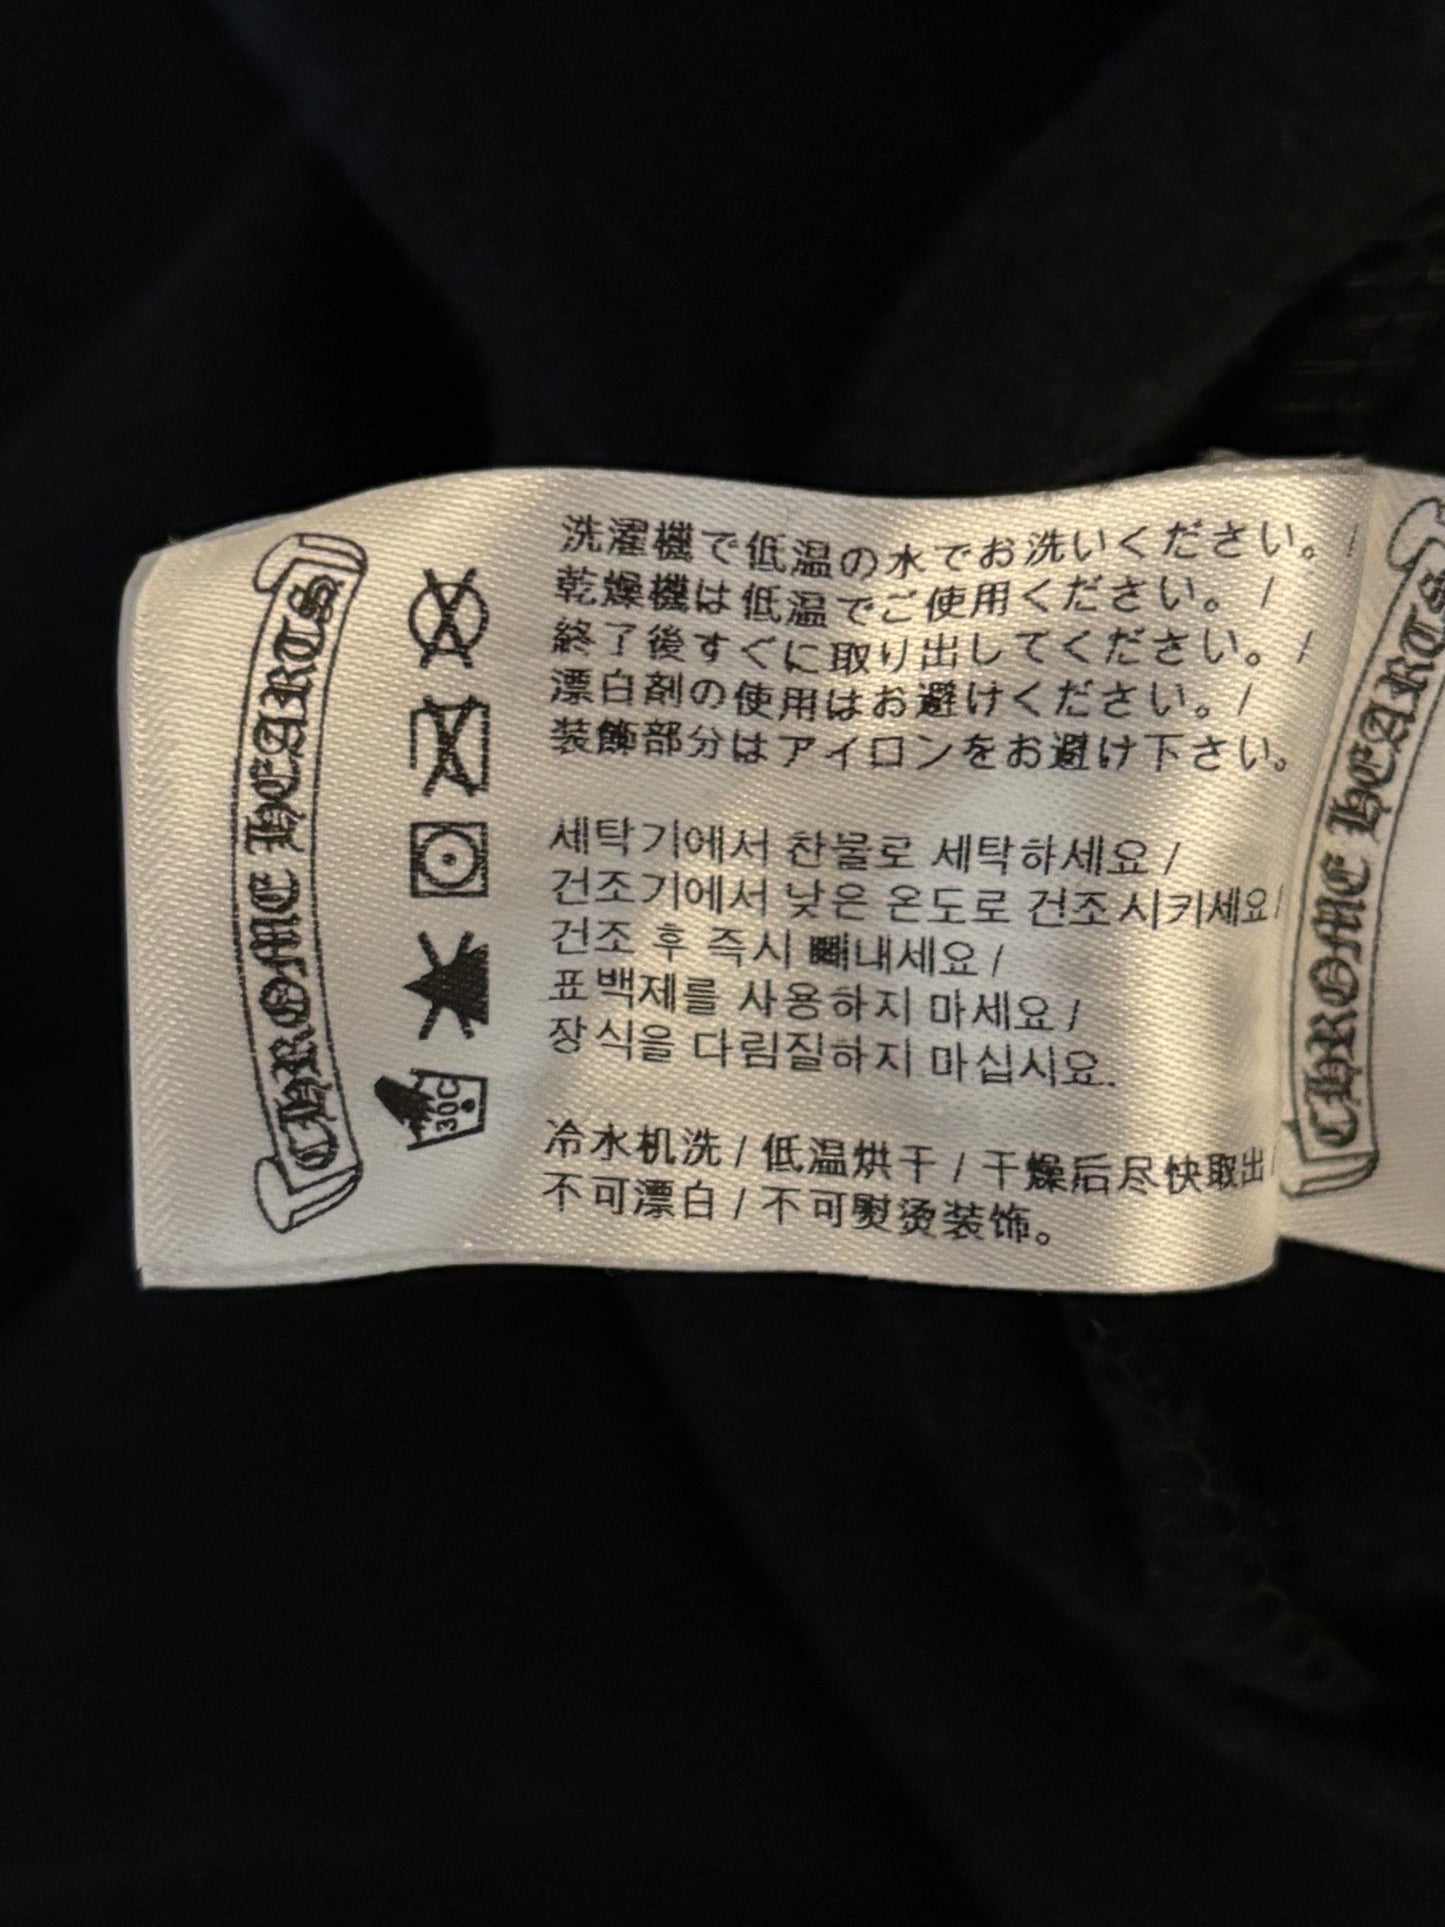 CHROME HEARTS
洗濯機で低温の水でお洗いください。/
乾燥機は低温でご使用ください。/
終了後すぐに取り出してください。/
漂白剤の使用はお避けください。/
装飾部分はアイロンをお避け下さい。
세탁기에서 찬물로 세탁하세요 /
건조기에서 낮은 온도로 건조시키세요/
건조 후 즉시 빼내세요 /
표백제를 사용하지 마세요 /
장식을 다림질하지 마십시요.
冷水机洗 / 低温烘干 / 干燥后尽快取出/
不可漂白 / 不可熨烫装饰。
30C
CHROME HEARTS